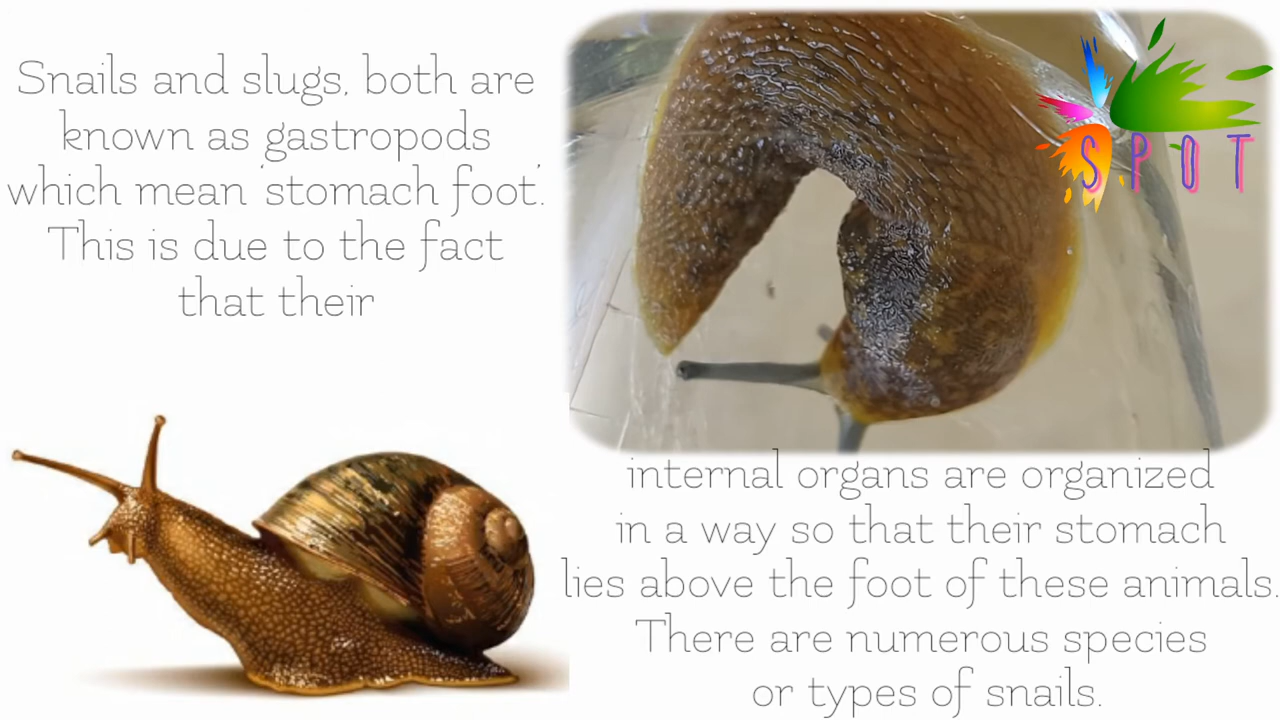 Snails and slugs, both are
known as gastropods
which mean 'stomach foot'.
This is due to the fact
that their
SPOT
internal organs are organized
in a way so that their stomach
lies above the foot of these animals.
There are numerous species
or types of snails.